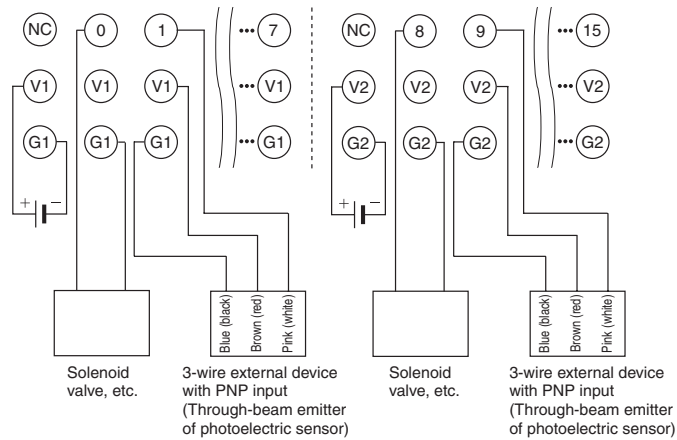 NC 0 1 ••• 7 NC 8 9 ••• 15
V1 V1 V1 ••• V1 V2 V2 V2 ••• V2
G1 G1 G1 ••• G1 G2 G2 G2 ••• G2
+ − + −
Blue (black) Brown (red) Pink (white) Blue (black) Brown (red) Pink (white)
Solenoid
valve, etc.
3-wire external device
with PNP input
(Through-beam emitter
of photoelectric sensor)
Solenoid
valve, etc.
3-wire external device
with PNP input
(Through-beam emitter
of photoelectric sensor)